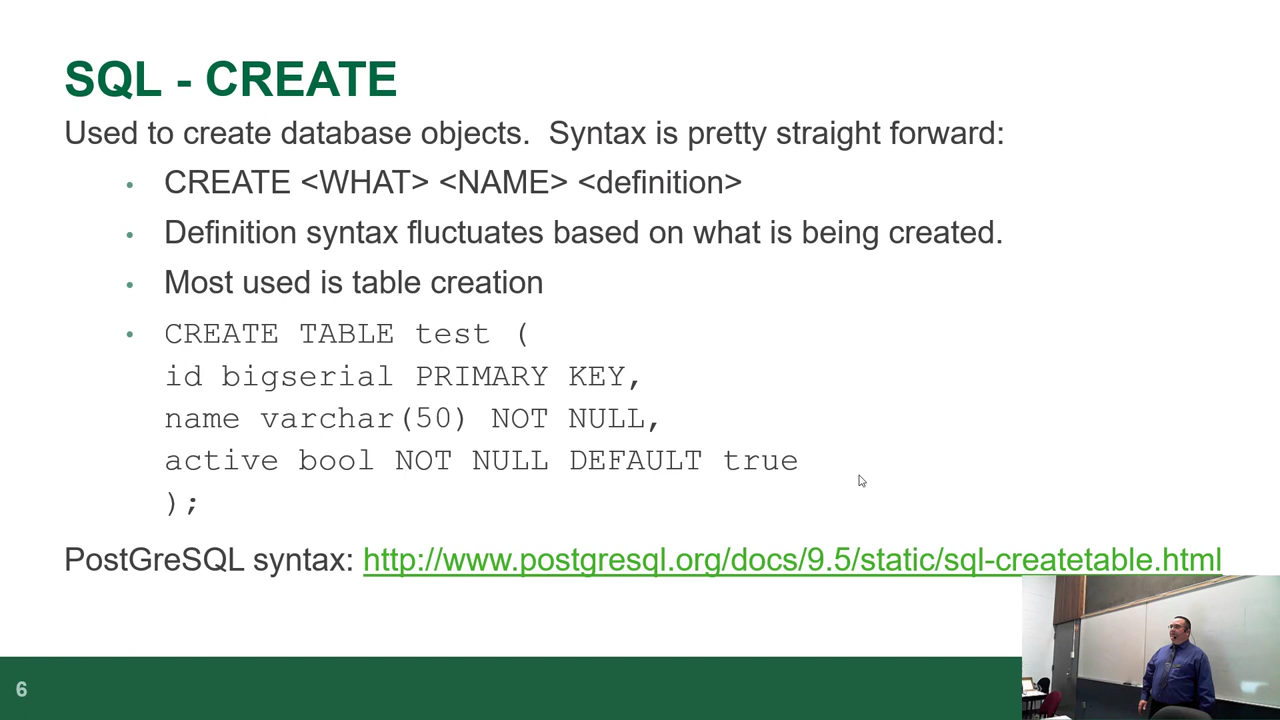 SQL - CREATE
Used to create database objects.  Syntax is pretty straight forward:
• CREATE <WHAT> <NAME> <definition>
• Definition syntax fluctuates based on what is being created.
• Most used is table creation
• CREATE TABLE test (
id bigserial PRIMARY KEY,
name varchar(50) NOT NULL,
active bool NOT NULL DEFAULT true
);
PostGreSQL syntax: http://www.postgresql.org/docs/9.5/static/sql-createtable.html
6